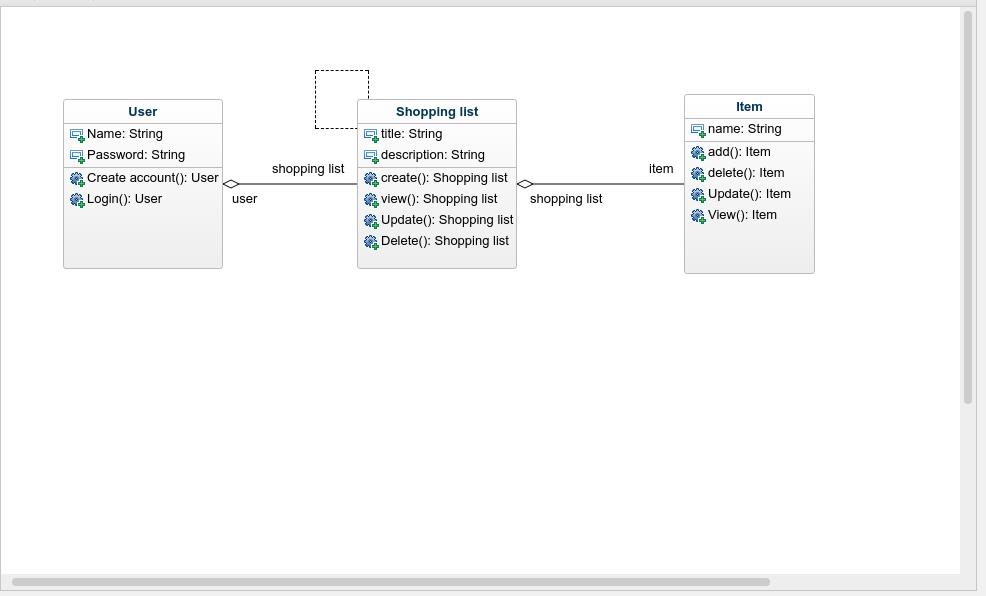 User
Name: String
Password: String
Create account(): User
Login(): User
shopping list
user
Shopping list
title: String
description: String
create(): Shopping list
view(): Shopping list
Update(): Shopping list
Delete(): Shopping list
item
shopping list
Item
name: String
add(): Item
delete(): Item
Update(): Item
View(): Item